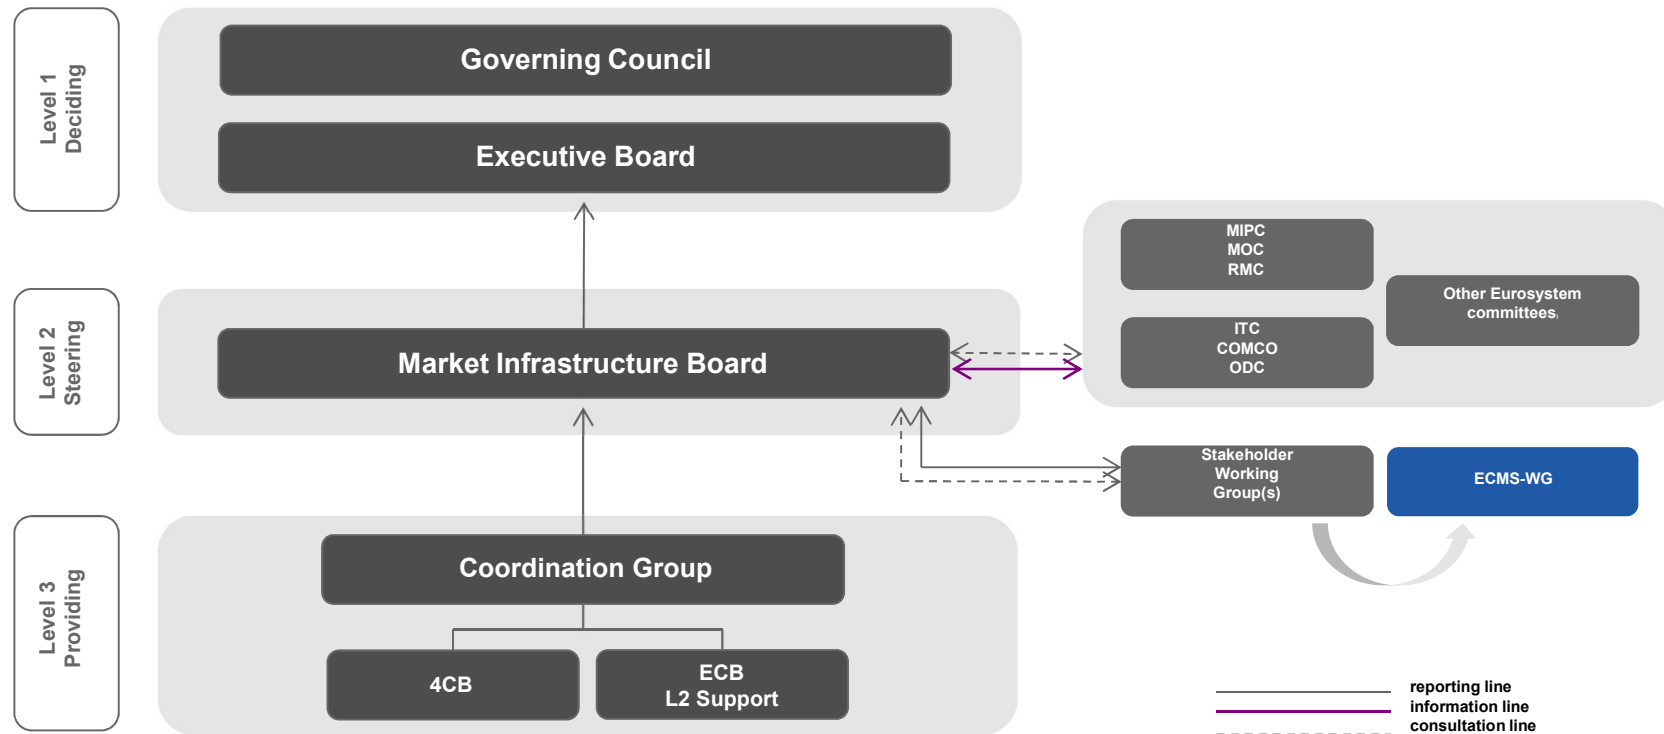 Level 1
Deciding
Governing Council
Executive Board
Level 2
Steering
Market Infrastructure Board
MIPC
MOC
RMC
Other Eurosystem
committees
ITC
COMCO
ODC
Stakeholder
Working
Group(s)
ECMS-WG
Level 3
Providing
Coordination Group
4CB
ECB
L2 Support
reporting line
information line
consultation line